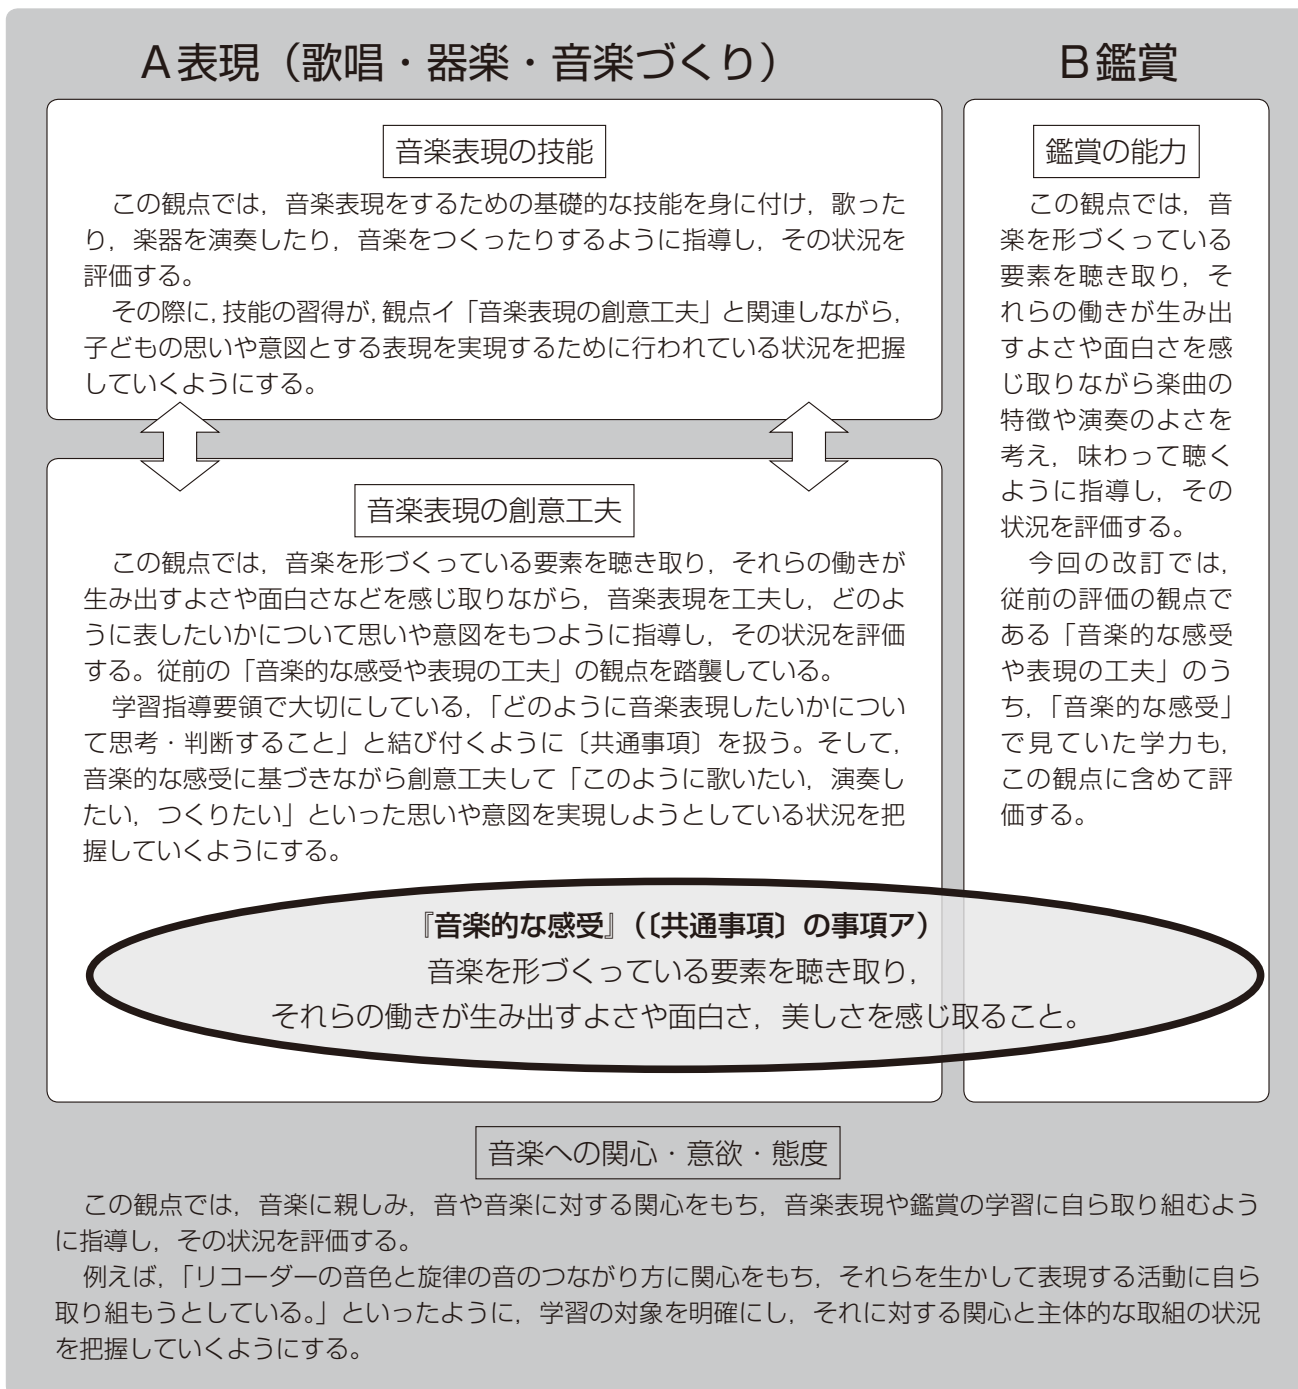 A表現（歌唱・器楽・音楽づくり）
音楽表現の技能
この観点では，音楽表現をするための基礎的な技能を身に付け，歌った
り，楽器を演奏したり，音楽をつくったりするように指導し，その状況を
評価する。
その際に，技能の習得が，観点イ「音楽表現の創意工夫」と関連しながら，
子どもの思いや意図とする表現を実現するために行われている状況を把握
していくようにする。
音楽表現の創意工夫
この観点では，音楽を形づくっている要素を聴き取り，それらの働きが
生み出すよさや面白さなどを感じ取りながら，音楽表現を工夫し，どのよ
うに表したいかについて思いや意図をもつように指導し，その状況を評価
する。従前の「音楽的な感受や表現の工夫」の観点を踏襲している。
学習指導要領で大切にしている，「どのように音楽表現したいかについ
て思考・判断すること」と結び付くように〔共通事項〕を扱う。そして，
音楽的な感受に基づきながら創意工夫して「このように歌いたい，演奏し
たい，つくりたい」といった思いや意図を実現しようとしている状況を把
握していくようにする。
B鑑賞
鑑賞の能力
この観点では，音
楽を形づくっている
要素を聴き取り，そ
れらの働きが生み出
すよさや面白さを感
じ取りながら楽曲の
特徴や演奏のよさを
考え，味わって聴く
ように指導し，その
状況を評価する。
今回の改訂では，
従前の評価の観点で
ある「音楽的な感受
や表現の工夫」のう
ち，「音楽的な感受」
で見ていた学力も，
この観点に含めて評
価する。
『音楽的な感受』（〔共通事項〕の事項ア）
音楽を形づくっている要素を聴き取り，
それらの働きが生み出すよさや面白さ，美しさを感じ取ること。
音楽への関心・意欲・態度
この観点では，音楽に親しみ，音や音楽に対する関心をもち，音楽表現や鑑賞の学習に自ら取り組むよう
に指導し，その状況を評価する。
例えば，「リコーダーの音色と旋律の音のつながり方に関心をもち，それらを生かして表現する活動に自ら
取り組もうとしている。」といったように，学習の対象を明確にし，それに対する関心と主体的な取組の状況
を把握していくようにする。